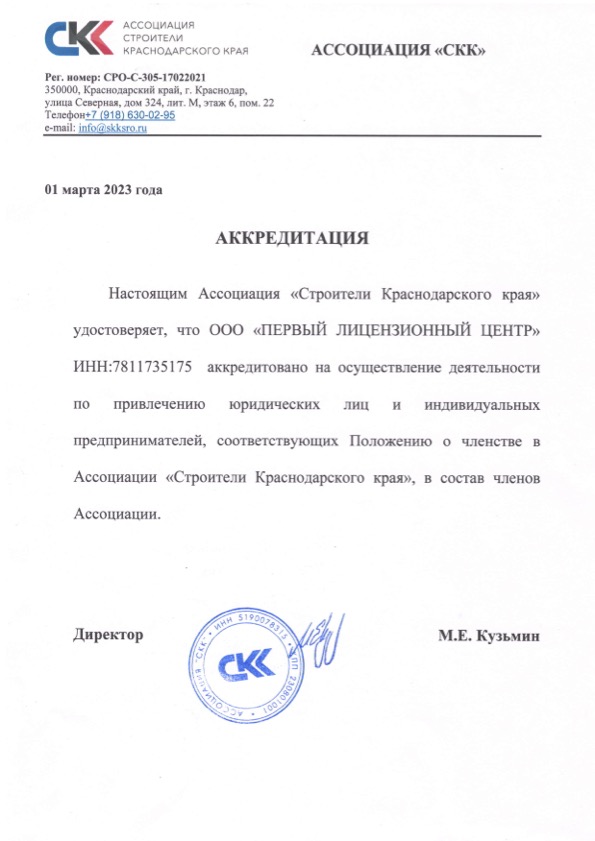 АССОЦИАЦИЯ
СТРОИТЕЛИ
КРАСНОДАРСКОГО КРАЯ
СКК
АССОЦИАЦИЯ «СКК»
Рег. номер: СРО-С-305-17022021
350000, Краснодарский край, г. Краснодар,
улица Северная, дом 324, лит. М, этаж 6, пом. 22
Телефон+7 (918) 630-02-95
e-mail: info@skksro.ru
01 марта 2023 года
АККРЕДИТАЦИЯ
Настоящим Ассоциация «Строители Краснодарского края»
удостоверяет, что ООО «ПЕРВЫЙ ЛИЦЕНЗИОННЫЙ ЦЕНТР»
ИНН:7811735175 аккредитовано на осуществление деятельности
по привлечению юридических лиц и индивидуальных
предпринимателей, соответствующих Положению о членстве в
Ассоциации «Строители Краснодарского края», в состав членов
Ассоциации.
Директор
АССОЦИАЦИЯ "СКК" • ИНН 5190078315 • КПП 230801001 •
СКК
М.Е. Кузьмин